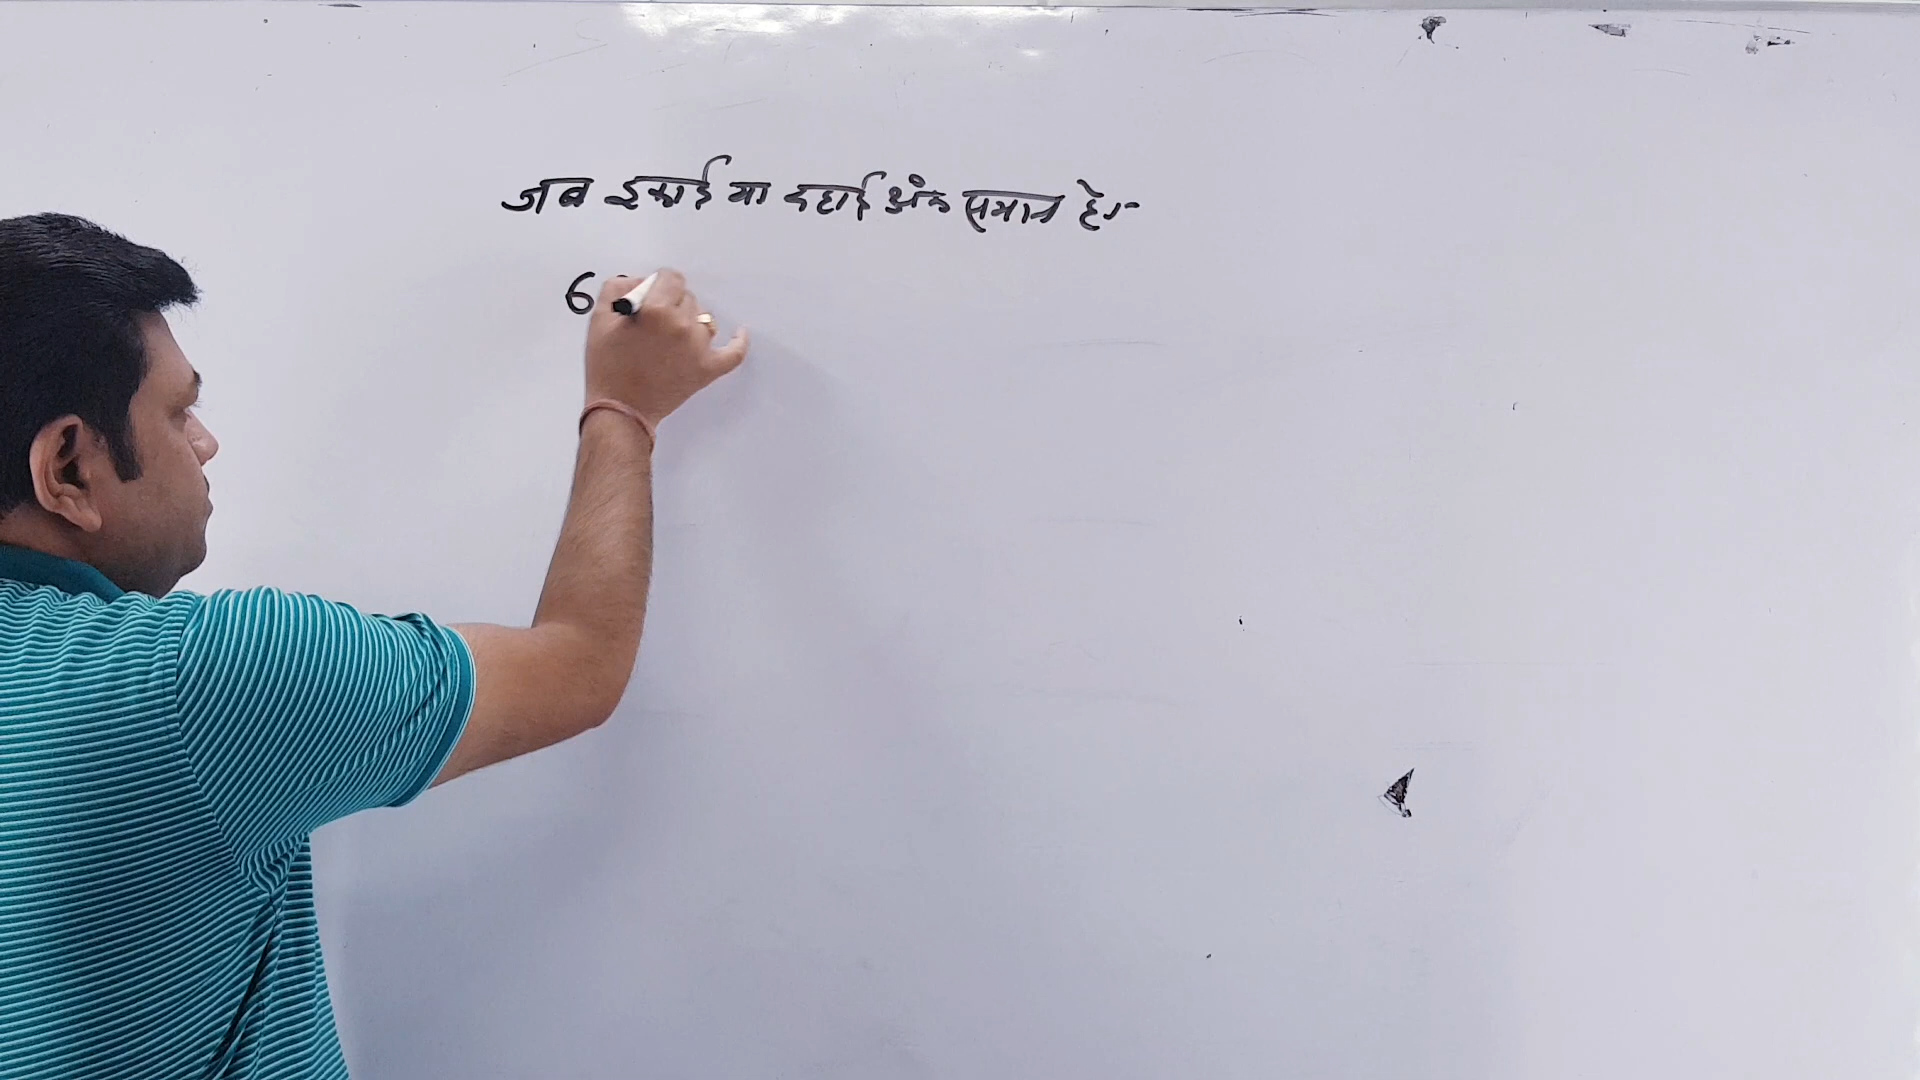 जब इकाई या दहाई अंक समान हो-
6